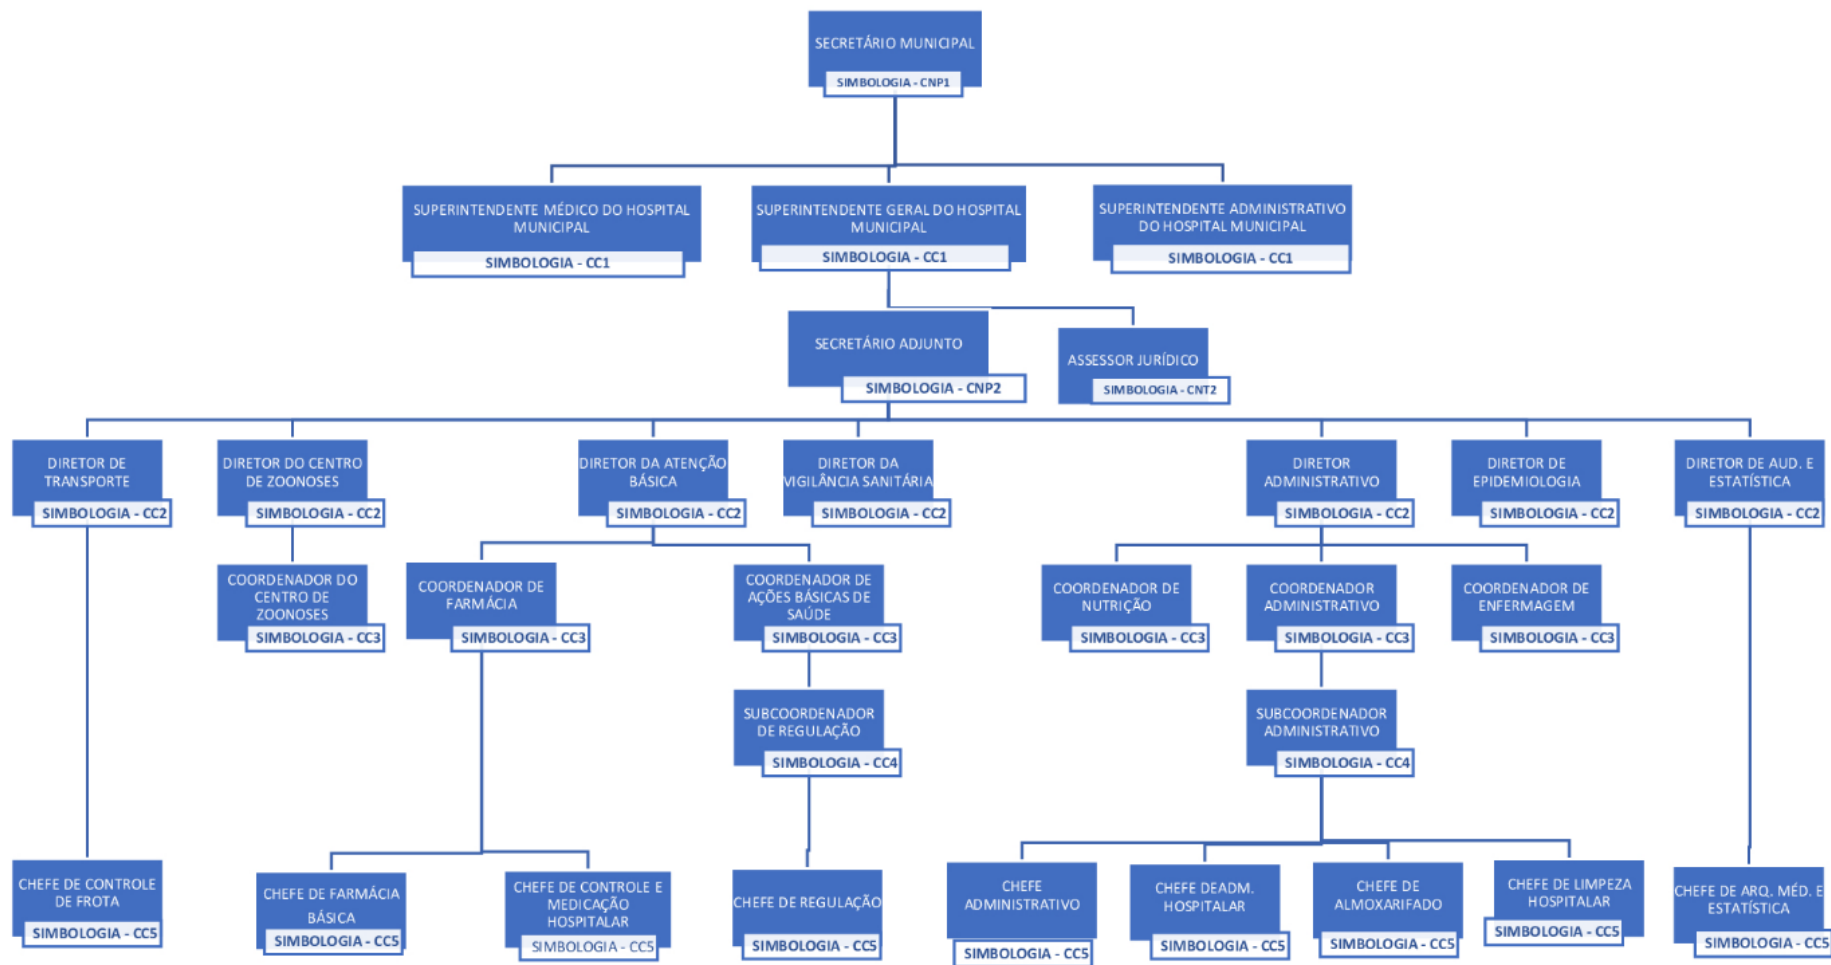 SECRETÁRIO MUNICIPAL
SIMBOLOGIA - CNP1
SUPERINTENDENTE MÉDICO DO HOSPITAL
MUNICIPAL
SIMBOLOGIA - CC1
SUPERINTENDENTE GERAL DO HOSPITAL
MUNICIPAL
SIMBOLOGIA - CC1
SUPERINTENDENTE ADMINISTRATIVO
DO HOSPITAL MUNICIPAL
SIMBOLOGIA - CC1
SECRETÁRIO ADJUNTO
SIMBOLOGIA - CNP2
ASSESSOR JURÍDICO
SIMBOLOGIA - CNT2
DIRETOR DE
TRANSPORTE
SIMBOLOGIA - CC2
DIRETOR DO CENTRO
DE ZOONOSES
SIMBOLOGIA - CC2
DIRETOR DA ATENÇÃO
BÁSICA
SIMBOLOGIA - CC2
DIRETOR DA
VIGILÂNCIA SANITÁRIA
SIMBOLOGIA - CC2
DIRETOR
ADMINISTRATIVO
SIMBOLOGIA - CC2
DIRETOR DE
EPIDEMIOLOGIA
SIMBOLOGIA - CC2
DIRETOR DE AUD. E
ESTATÍSTICA
SIMBOLOGIA - CC2
COORDENADOR DO
CENTRO DE
ZOONOSES
SIMBOLOGIA - CC3
COORDENADOR DE
FARMÁCIA
SIMBOLOGIA - CC3
COORDENADOR DE
AÇÕES BÁSICAS DE
SAÚDE
SIMBOLOGIA - CC3
COORDENADOR DE
NUTRIÇÃO
SIMBOLOGIA - CC3
COORDENADOR
ADMINISTRATIVO
SIMBOLOGIA - CC3
COORDENADOR DE
ENFERMAGEM
SIMBOLOGIA - CC3
SUBCOORDENADOR
DE REGULAÇÃO
SIMBOLOGIA - CC4
SUBCOORDENADOR
ADMINISTRATIVO
SIMBOLOGIA - CC4
CHEFE DE CONTROLE
DE FROTA
SIMBOLOGIA - CC5
CHEFE DE FARMÁCIA
BÁSICA
SIMBOLOGIA - CC5
CHEFE DE CONTROLE E
MEDICAÇÃO
HOSPITALAR
SIMBOLOGIA - CC5
CHEFE DE REGULAÇÃO
SIMBOLOGIA - CC5
CHEFE
ADMINISTRATIVO
SIMBOLOGIA - CC5
CHEFE DEADM.
HOSPITALAR
SIMBOLOGIA - CC5
CHEFE DE
ALMOXARIFADO
SIMBOLOGIA - CC5
CHEFE DE LIMPEZA
HOSPITALAR
SIMBOLOGIA - CC5
CHEFE DE ARQ. MÉD. E
ESTATÍSTICA
SIMBOLOGIA - CC5